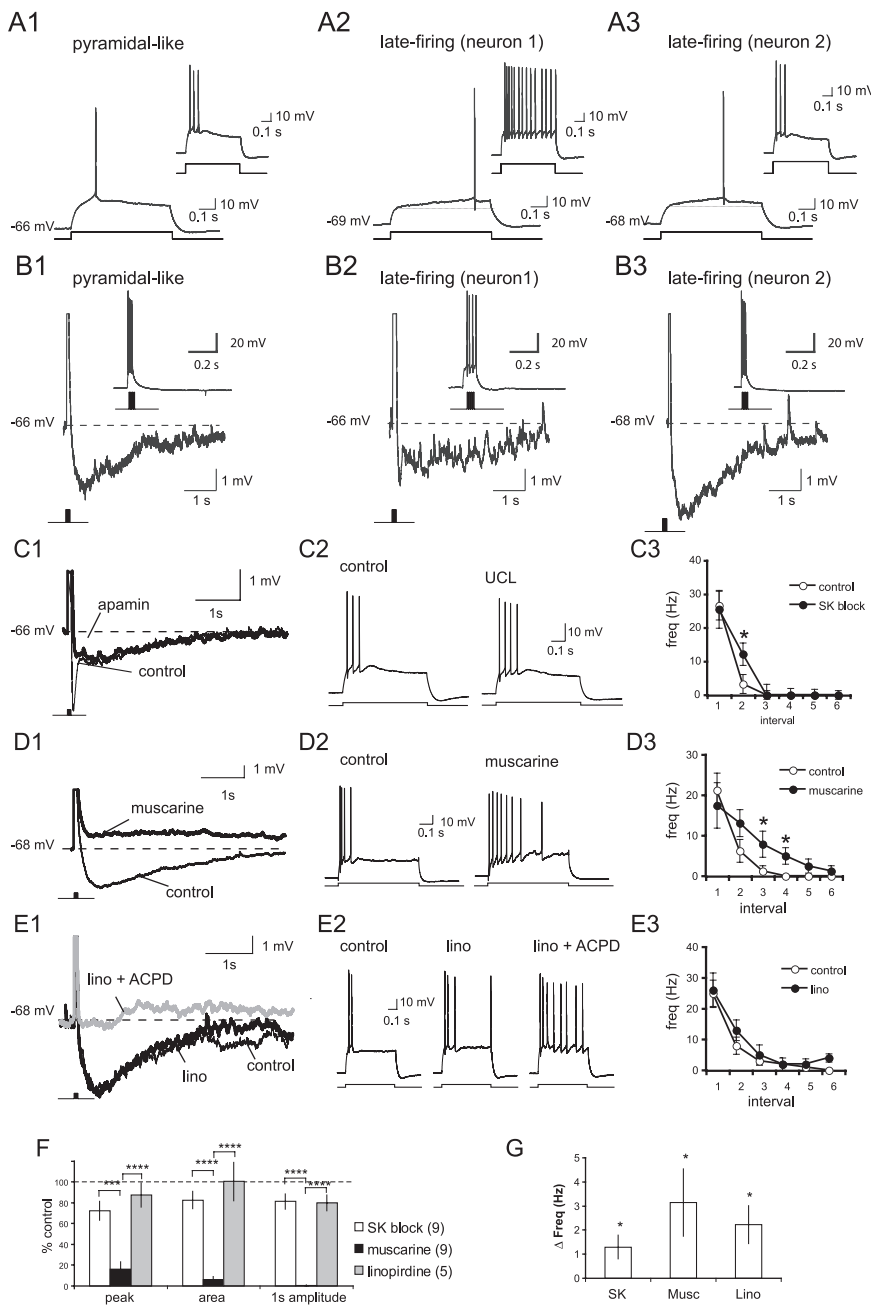 A1
pyramidal-like
10 mV
0.1 s
-66 mV
10 mV
0.1 s
A2
late-firing (neuron 1)
10 mV
0.1 s
-69 mV
10 mV
0.1 s
A3
late-firing (neuron 2)
10 mV
0.1 s
-68 mV
10 mV
0.1 s
B1
pyramidal-like
20 mV
0.2 s
-66 mV
1 mV
1 s
B2
late-firing (neuron1)
20 mV
0.2 s
-66 mV
1 mV
1 s
B3
late-firing (neuron 2)
20 mV
0.2 s
-68 mV
1 mV
1 s
C1
1 mV
1s
apamin
-66 mV
control
C2
control
UCL
10 mV
0.1 s
C3
freq (Hz)
40
30
20
10
0
control
SK block
*
1 2 3 4 5 6
interval
D1
1 mV
1s
muscarine
-68 mV
control
D2
control
muscarine
10 mV
0.1 s
D3
freq (Hz)
30
20
10
0
control
muscarine
* *
1 2 3 4 5 6
interval
E1
1 mV
1s
lino + ACPD
-68 mV
control
lino
E2
control
lino
lino + ACPD
10 mV
0.1 s
E3
freq (Hz)
40
30
20
10
0
control
lino
1 2 3 4 5 6
interval
F
% control
100
80
60
40
20
0
*** ****
**** ****
**** ****
peak area 1s amplitude
SK block (9)
muscarine (9)
linopirdine (5)
G
Δ Freq (Hz)
5
4
3
2
1
0
* * *
SK Musc Lino